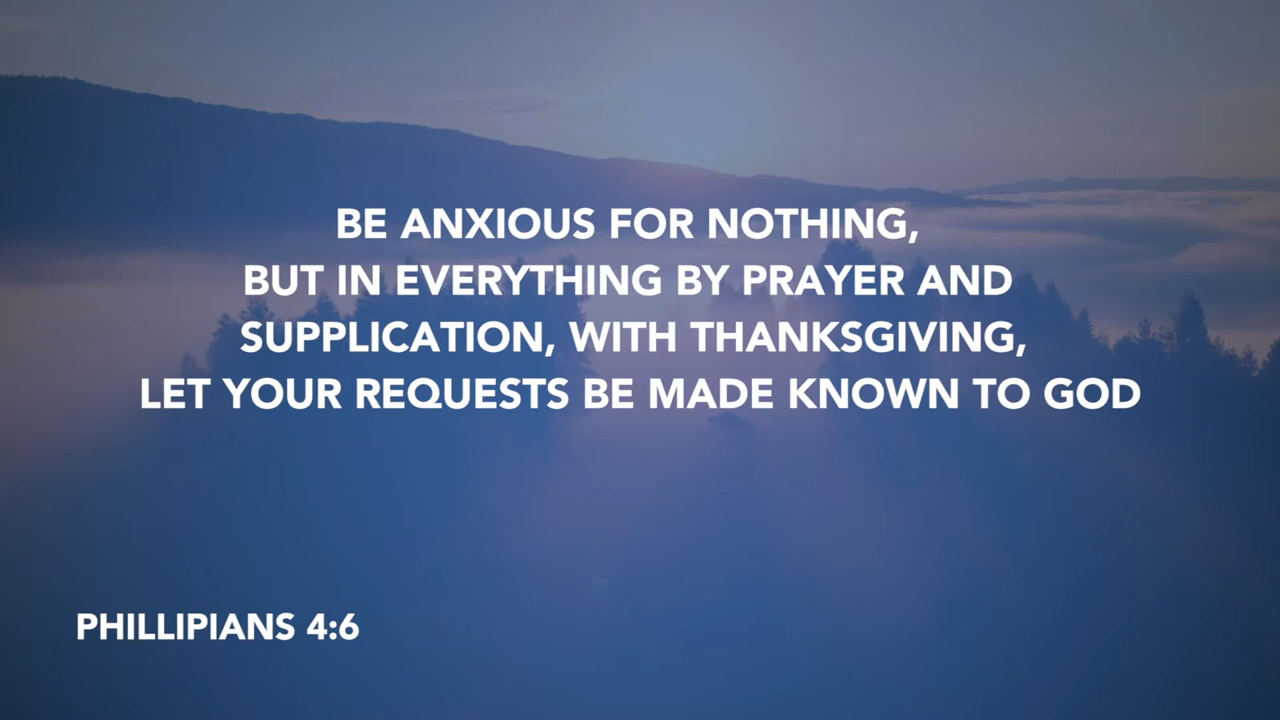 BE ANXIOUS FOR NOTHING,
BUT IN EVERYTHING BY PRAYER AND
SUPPLICATION, WITH THANKSGIVING,
LET YOUR REQUESTS BE MADE KNOWN TO GOD
PHILLIPIANS 4:6